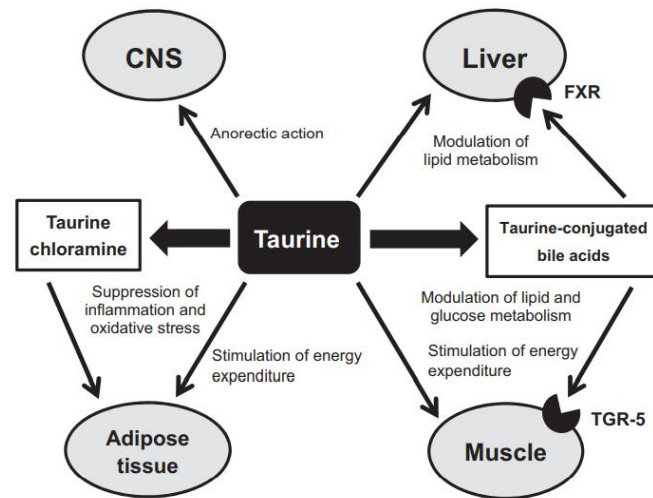 CNS
Liver
FXR
Anorectic action
Modulation of
lipid metabolism
Taurine
chloramine
Taurine
Taurine-conjugated
bile acids
Suppression of
inflammation and
oxidative stress
Modulation of lipid and
glucose metabolism
Stimulation of energy
expenditure
Stimulation of energy
expenditure
Adipose
tissue
Muscle
TGR-5